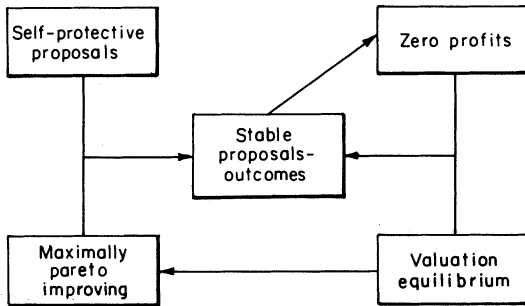 Self-protective
proposals
Zero profits
Stable
proposals-
outcomes
Maximally
pareto
improving
Valuation
equilibrium